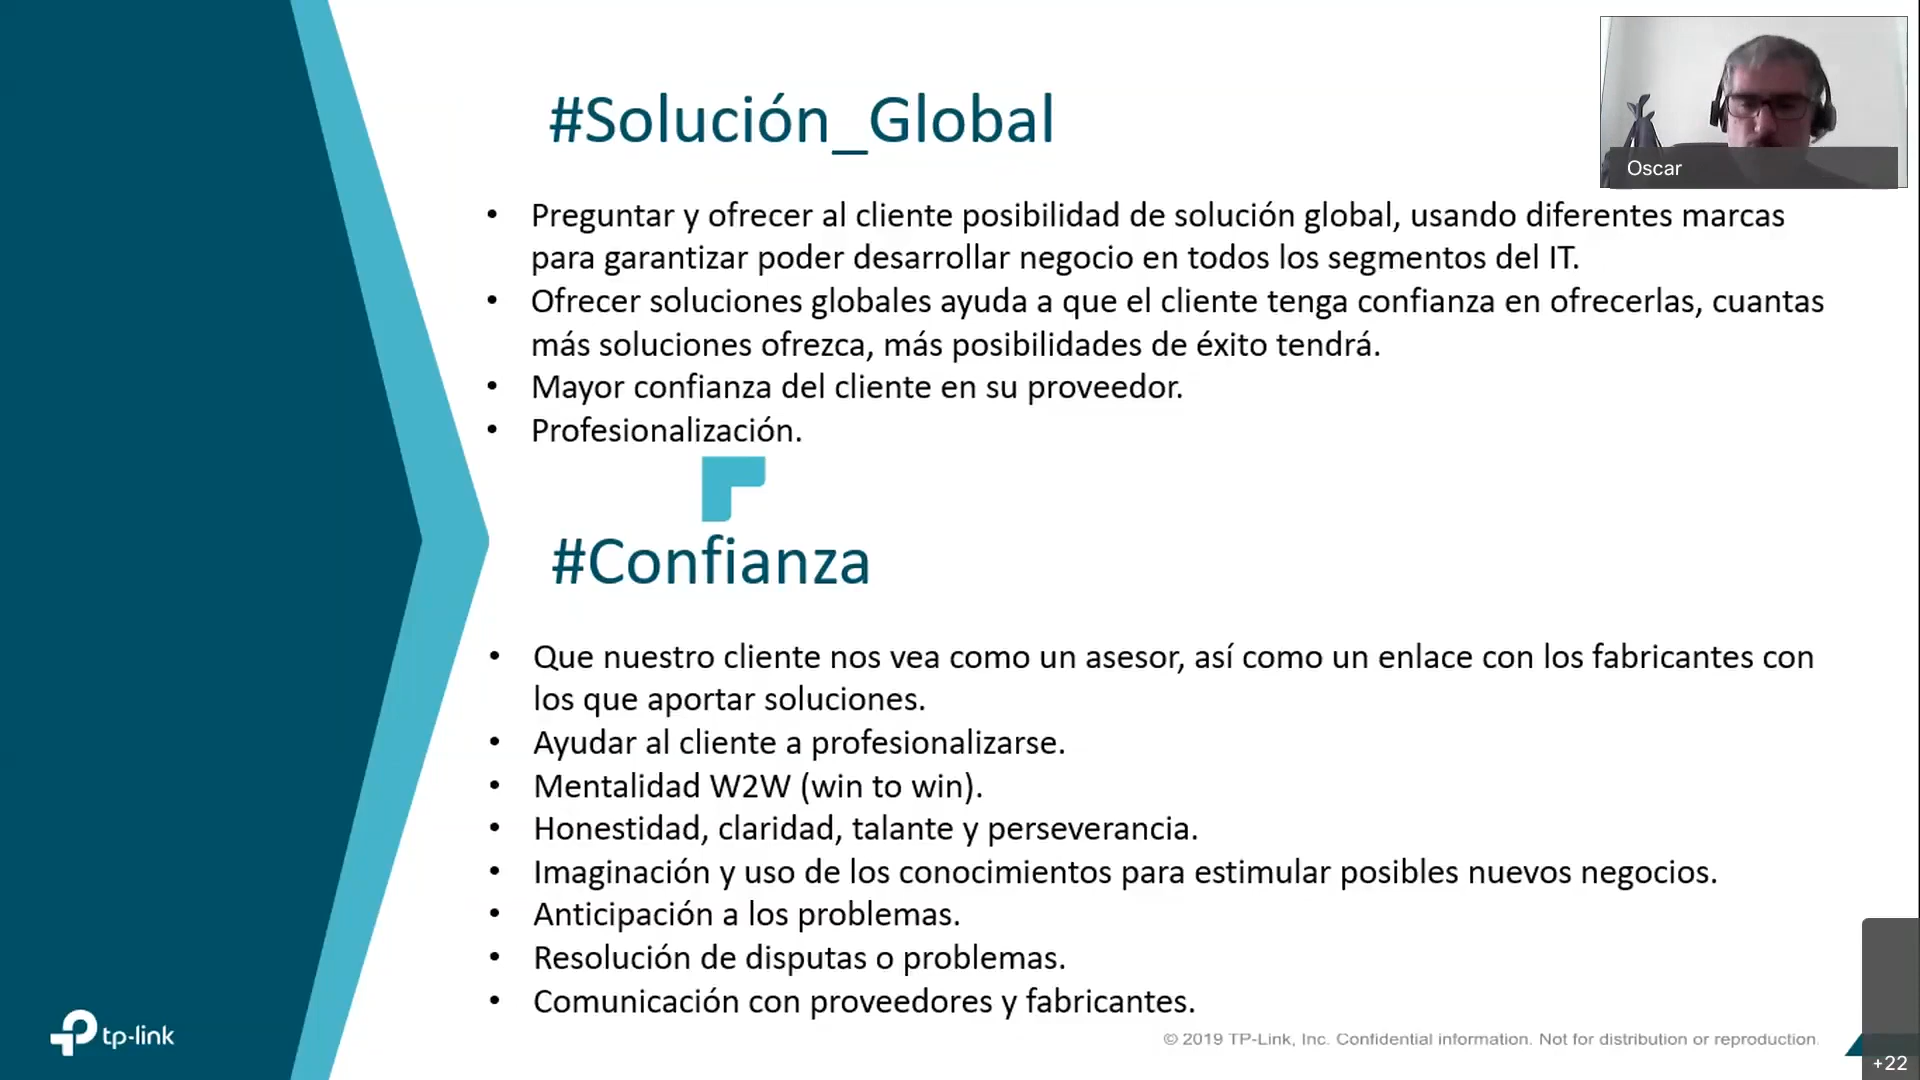 #Solución_Global
Oscar
• Preguntar y ofrecer al cliente posibilidad de solución global, usando diferentes marcas
para garantizar poder desarrollar negocio en todos los segmentos del IT.
• Ofrecer soluciones globales ayuda a que el cliente tenga confianza en ofrecerlas, cuantas
más soluciones ofrezca, más posibilidades de éxito tendrá.
• Mayor confianza del cliente en su proveedor.
• Profesionalización.
#Confianza
• Que nuestro cliente nos vea como un asesor, así como un enlace con los fabricantes con
los que aportar soluciones.
• Ayudar al cliente a profesionalizarse.
• Mentalidad W2W (win to win).
• Honestidad, claridad, talante y perseverancia.
• Imaginación y uso de los conocimientos para estimular posibles nuevos negocios.
• Anticipación a los problemas.
• Resolución de disputas o problemas.
• Comunicación con proveedores y fabricantes.
tp-link
© 2019 TP-Link, Inc. Confidential information. Not for distribution or reproduction.
+22